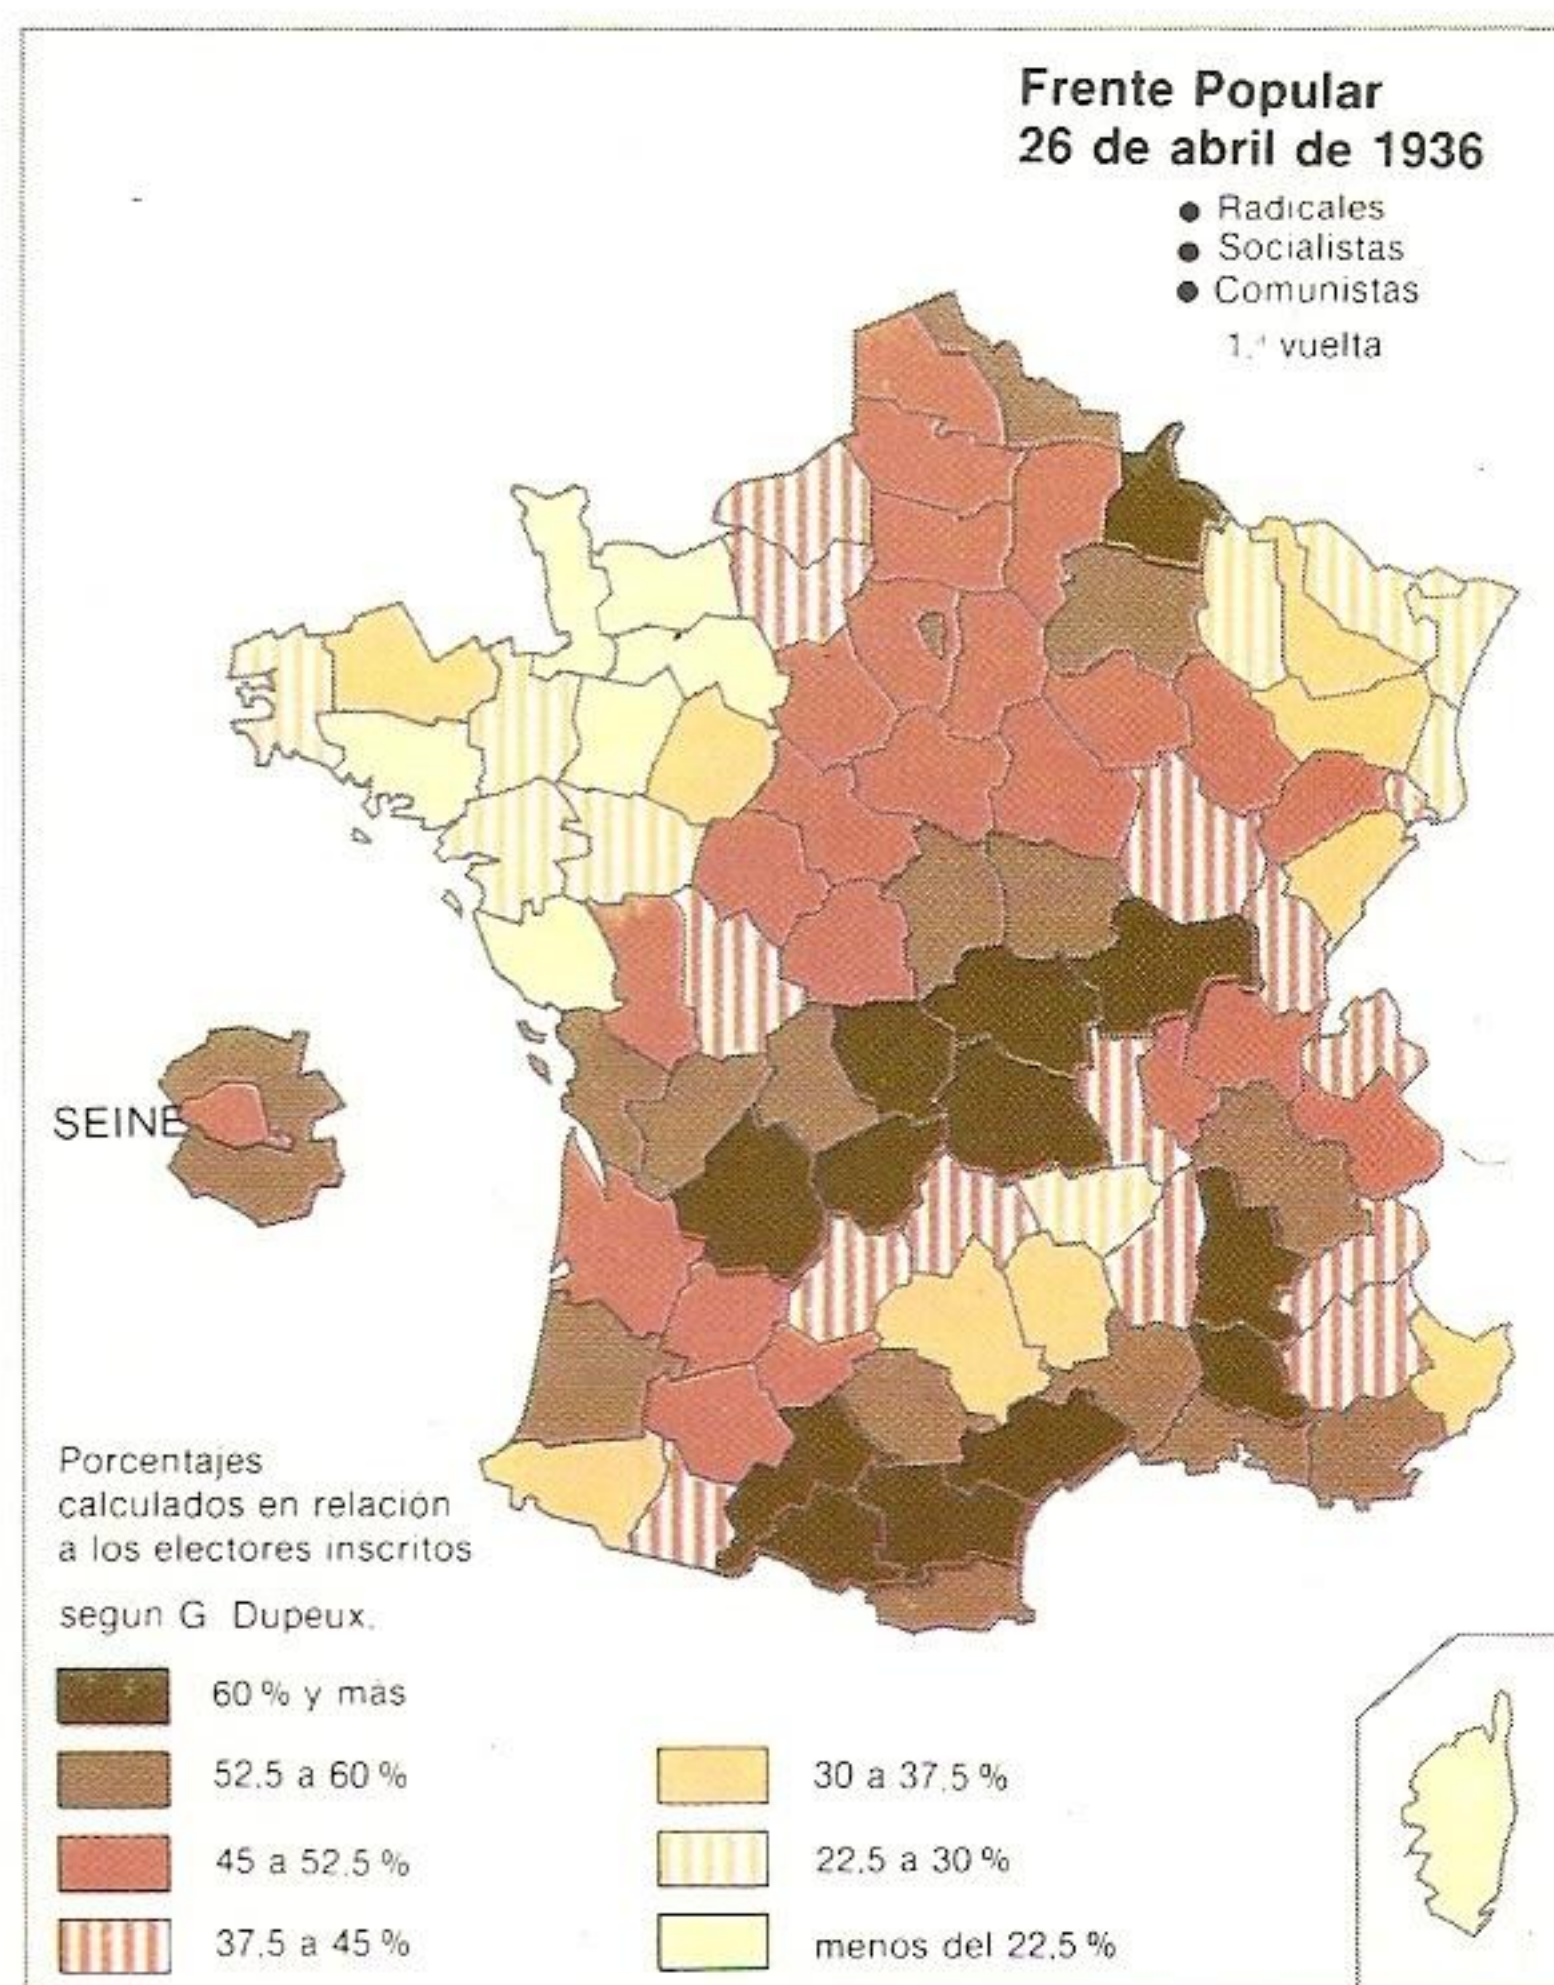 Frente Popular
26 de abril de 1936
● Radicales
● Socialistas
● Comunistas
1.ª vuelta
SEINE
Porcentajes
calculados en relación
a los electores inscritos
segun G Dupeux.
60 % y más
52.5 a 60 %
45 a 52.5 %
37.5 a 45 %
30 a 37.5 %
22.5 a 30 %
menos del 22.5 %